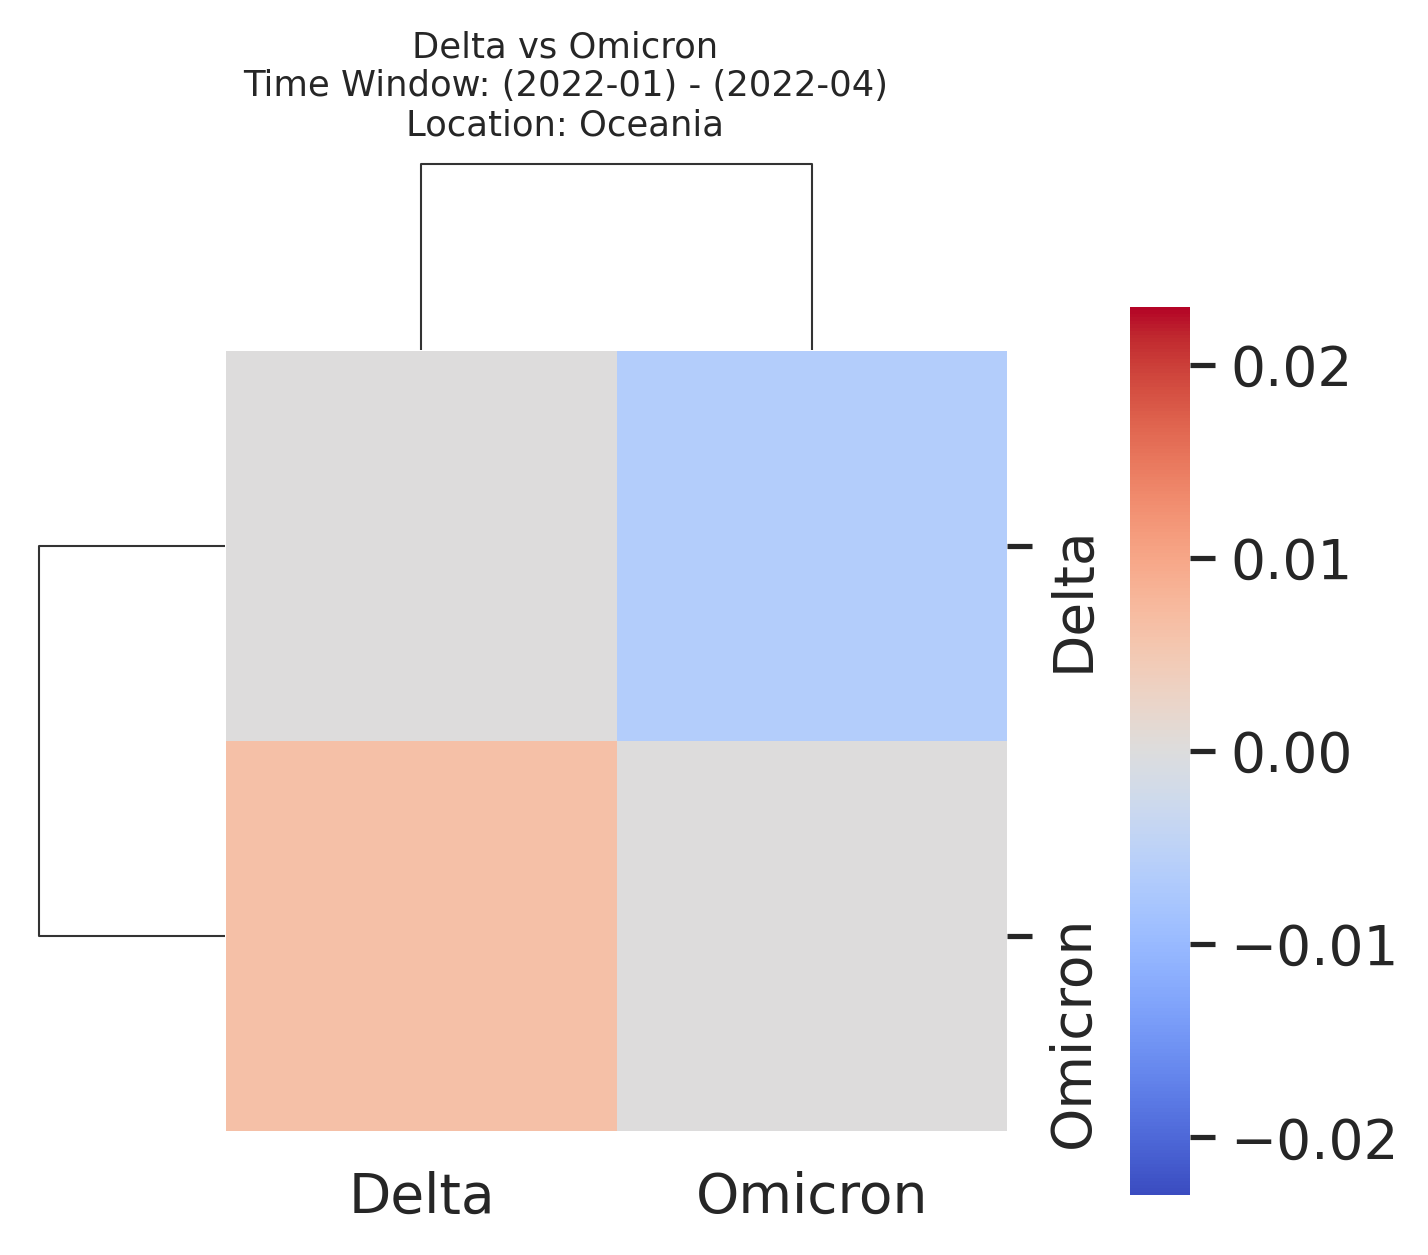 Delta vs Omicron
Time Window: (2022-01) - (2022-04)
Location: Oceania
Delta
Omicron
0.02
0.01
0.00
−0.01
−0.02
Delta
Omicron